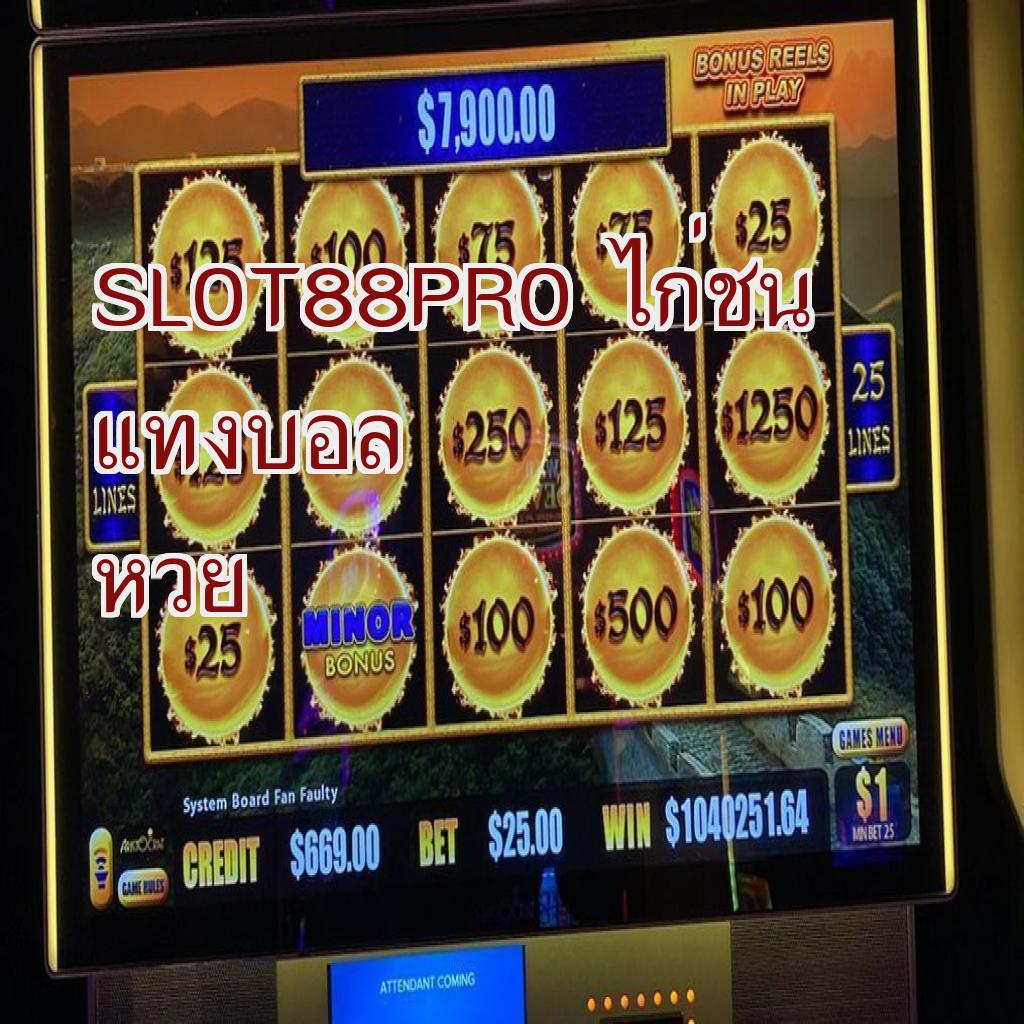 BONUS REELS
IN PLAY
$7,900.00
$125 $100 $75 $75 $25
SLOT88PRO ไก่ชน
แทงบอล
หวย
$250 $125 $1250
25
LINES
LINES
$25 MINOR
BONUS $100 $500 $100
GAMES MENU
$1
MIN BET 25
System Board Fan Faulty
ARISTOCRAT
GAME RULES
CREDIT $669.00 BET $25.00 WIN $1040251.64
ATTENDANT COMING